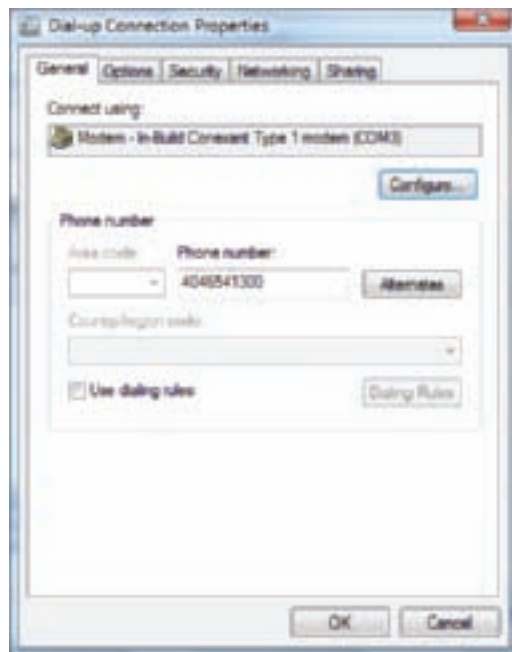 Dial-up Connection Properties
General Options Security Networking Sharing
Connect using:
Modem - In-Build Conexant Type 1 modem (COM3)
Configure...
Phone number
Area code Phone number:
4046541300 Alternates
Country/region code:
Use dialing rules Dialing Rules
OK Cancel